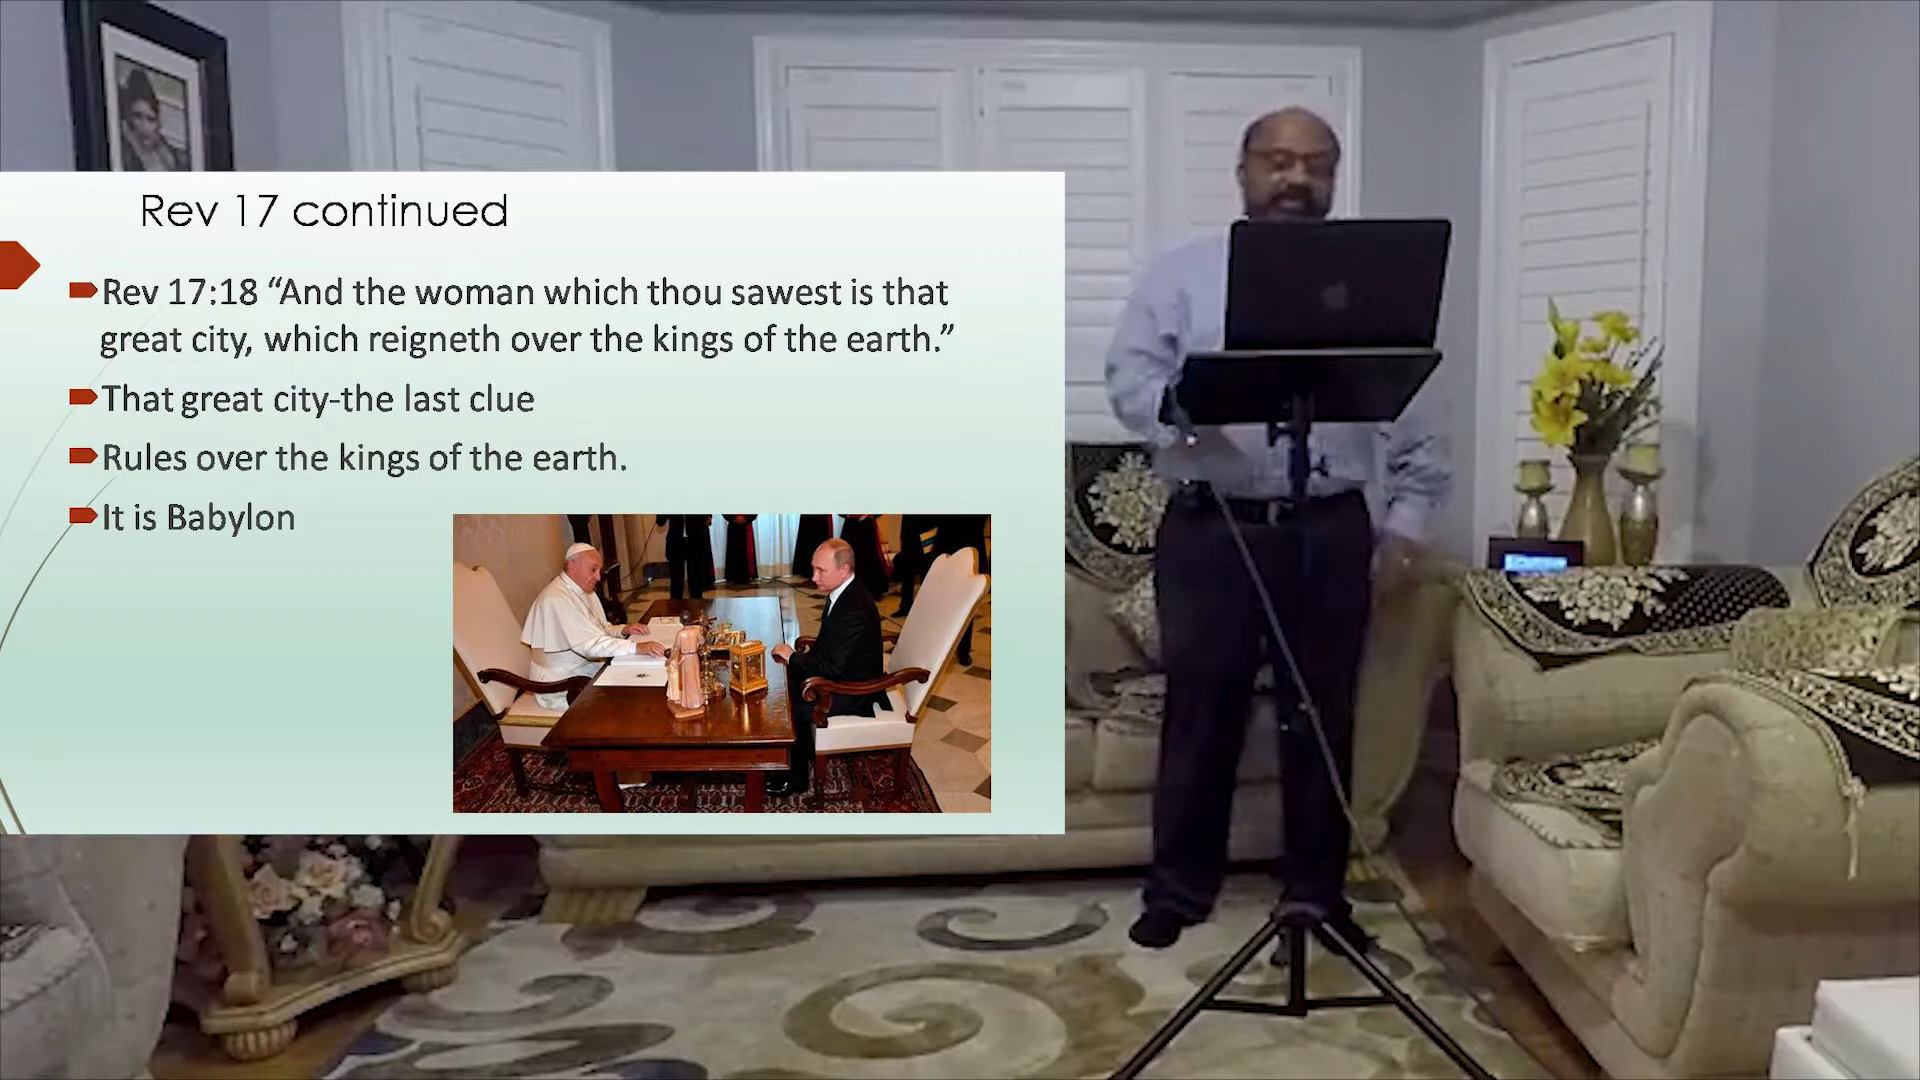 Rev 17 continued
Rev 17:18 “And the woman which thou sawest is that
great city, which reigneth over the kings of the earth.”
That great city-the last clue
Rules over the kings of the earth.
It is Babylon